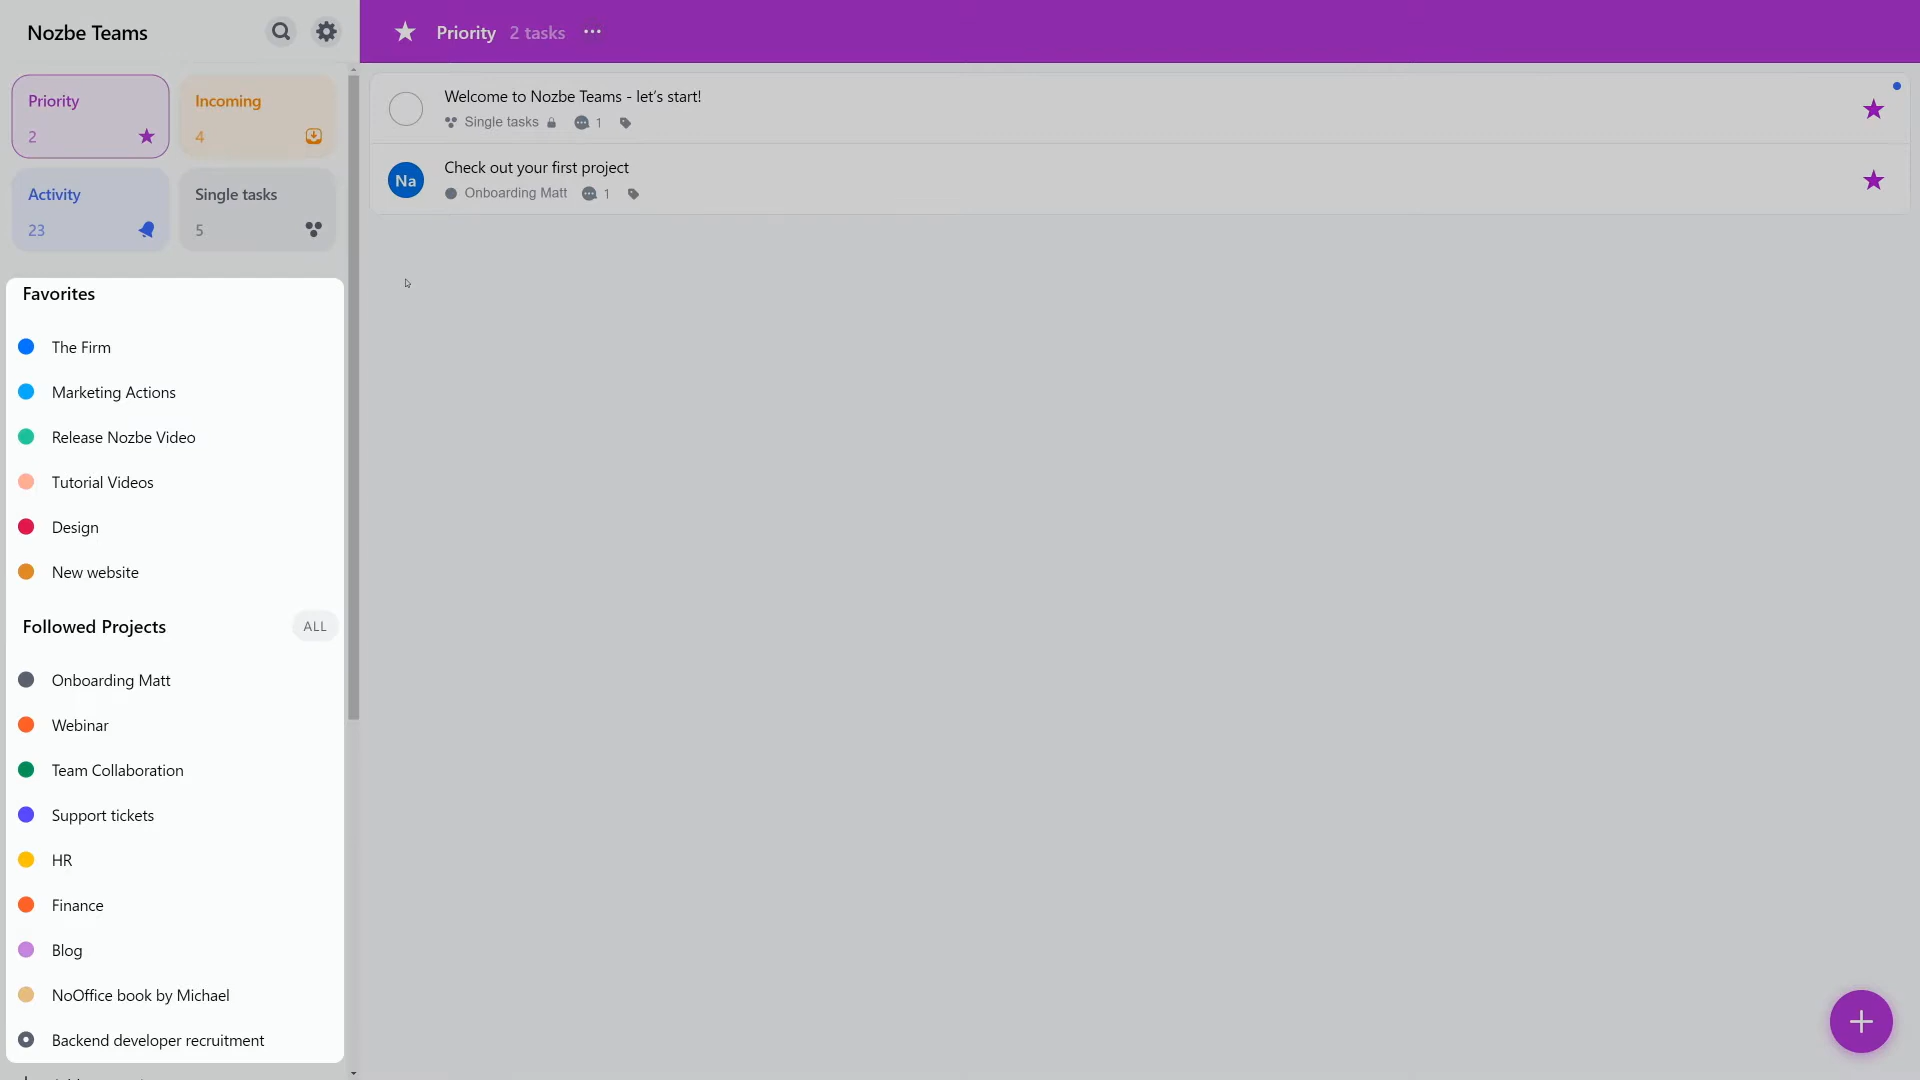 Nozbe Teams
Priority 2 tasks
Priority
2
Incoming
4
Activity
23
Single tasks
5
Welcome to Nozbe Teams - let's start!
Single tasks 1
Na
Check out your first project
Onboarding Matt 1
Favorites
The Firm
Marketing Actions
Release Nozbe Video
Tutorial Videos
Design
New website
Followed Projects ALL
Onboarding Matt
Webinar
Team Collaboration
Support tickets
HR
Finance
Blog
NoOffice book by Michael
Backend developer recruitment